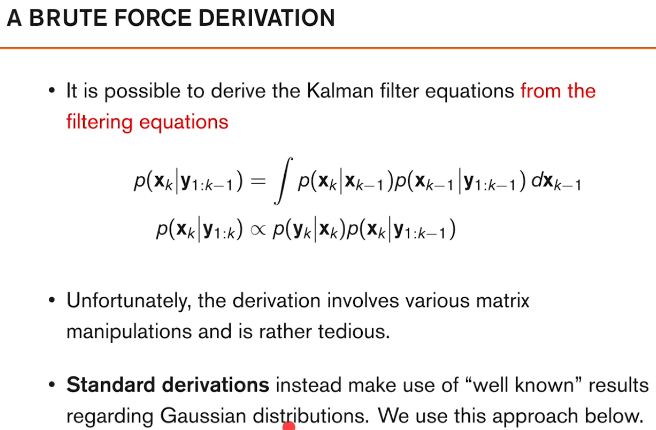 A BRUTE FORCE DERIVATION
• It is possible to derive the Kalman filter equations from the
filtering equations
p(xₖ|y₁:ₖ₋₁) = ∫ p(xₖ|xₖ₋₁)p(xₖ₋₁|y₁:ₖ₋₁) dxₖ₋₁
p(xₖ|y₁:ₖ) ∝ p(yₖ|xₖ)p(xₖ|y₁:ₖ₋₁)
• Unfortunately, the derivation involves various matrix
manipulations and is rather tedious.
• Standard derivations instead make use of “well known” results
regarding Gaussian distributions. We use this approach below.